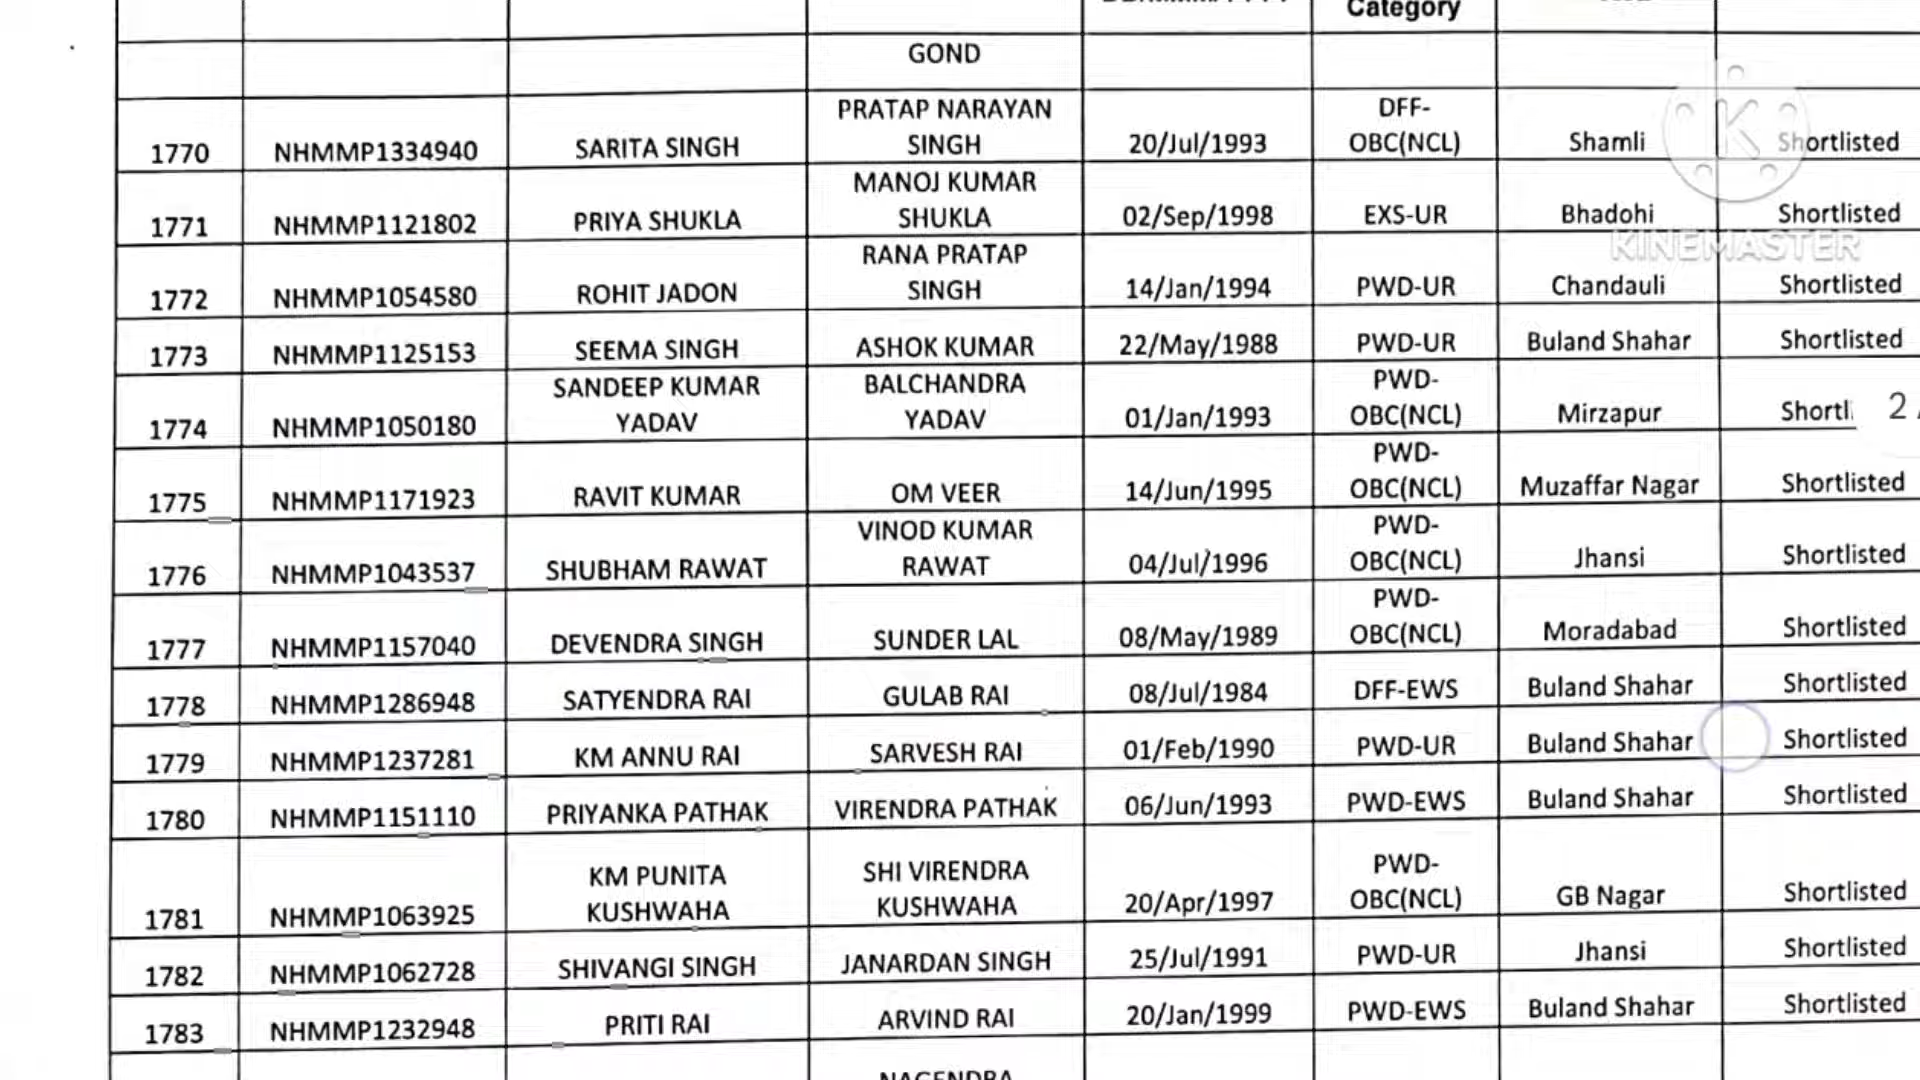 Category
GOND
1770 NHMMP1334940 SARITA SINGH PRATAP NARAYAN SINGH 20/Jul/1993 DFF-OBC(NCL) Shamli Shortlisted
1771 NHMMP1121802 PRIYA SHUKLA MANOJ KUMAR SHUKLA 02/Sep/1998 EXS-UR Bhadohi Shortlisted
KINEMASTER
1772 NHMMP1054580 ROHIT JADON RANA PRATAP SINGH 14/Jan/1994 PWD-UR Chandauli Shortlisted
1773 NHMMP1125153 SEEMA SINGH ASHOK KUMAR 22/May/1988 PWD-UR Buland Shahar Shortlisted
1774 NHMMP1050180 SANDEEP KUMAR YADAV BALCHANDRA YADAV 01/Jan/1993 PWD-OBC(NCL) Mirzapur Shortl 2
1775 NHMMP1171923 RAVIT KUMAR OM VEER 14/Jun/1995 PWD-OBC(NCL) Muzaffar Nagar Shortlisted
1776 NHMMP1043537 SHUBHAM RAWAT VINOD KUMAR RAWAT 04/Jul/1996 PWD-OBC(NCL) Jhansi Shortlisted
1777 NHMMP1157040 DEVENDRA SINGH SUNDER LAL 08/May/1989 PWD-OBC(NCL) Moradabad Shortlisted
1778 NHMMP1286948 SATYENDRA RAI GULAB RAI 08/Jul/1984 DFF-EWS Buland Shahar Shortlisted
1779 NHMMP1237281 KM ANNU RAI SARVESH RAI 01/Feb/1990 PWD-UR Buland Shahar Shortlisted
1780 NHMMP1151110 PRIYANKA PATHAK VIRENDRA PATHAK 06/Jun/1993 PWD-EWS Buland Shahar Shortlisted
1781 NHMMP1063925 KM PUNITA KUSHWAHA SHI VIRENDRA KUSHWAHA 20/Apr/1997 PWD-OBC(NCL) GB Nagar Shortlisted
1782 NHMMP1062728 SHIVANGI SINGH JANARDAN SINGH 25/Jul/1991 PWD-UR Jhansi Shortlisted
1783 NHMMP1232948 PRITI RAI ARVIND RAI 20/Jan/1999 PWD-EWS Buland Shahar Shortlisted
NAGENDRA